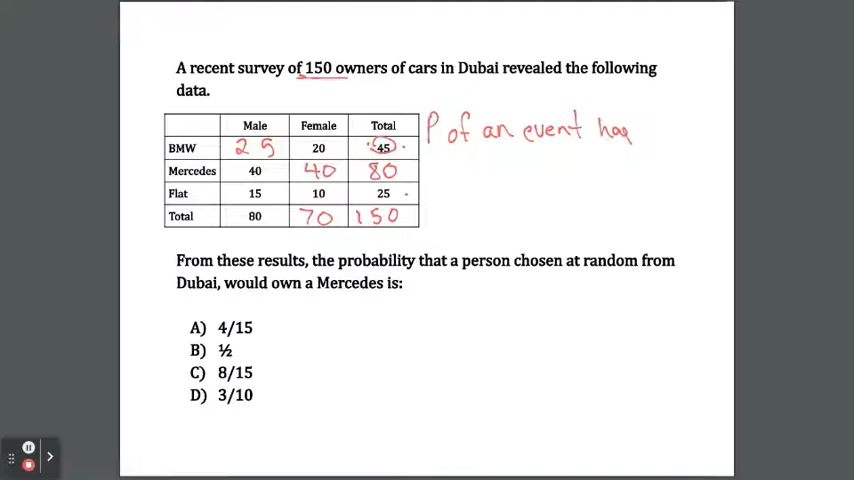 A recent survey of 150 owners of cars in Dubai revealed the following
data.
Male Female Total
BMW 25 20 45
Mercedes 40 40 80
Flat 15 10 25
Total 80 70 150
P of an event hap
From these results, the probability that a person chosen at random from
Dubai, would own a Mercedes is:
A) 4/15
B) ½
C) 8/15
D) 3/10